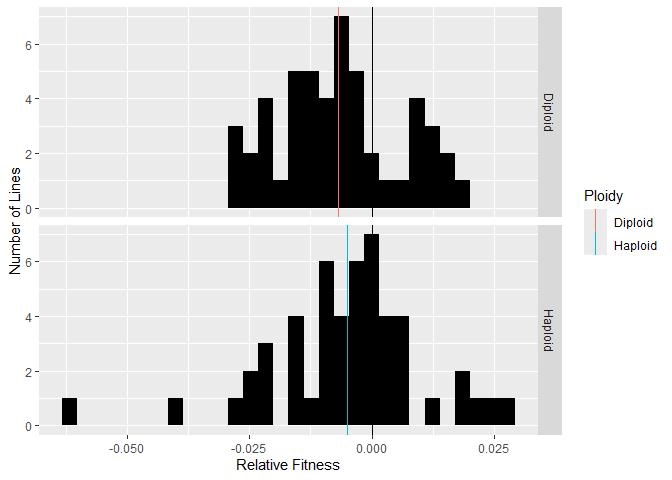 6
4
2
0
Diploid
6
4
2
0
Haploid
-0.050
-0.025
0.000
0.025
Relative Fitness
Number of Lines
Ploidy
Diploid
Haploid